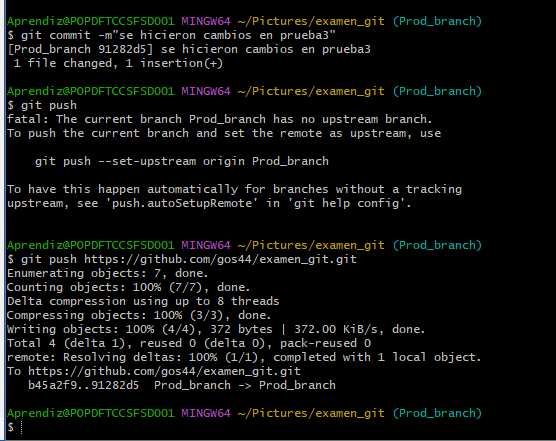 Aprendiz@POPDFTCCSFSD001 MINGW64 ~/Pictures/examen_git (Prod_branch)
$ git commit -m"se hicieron cambios en prueba3"
[Prod_branch 91282d5] se hicieron cambios en prueba3
 1 file changed, 1 insertion(+)

Aprendiz@POPDFTCCSFSD001 MINGW64 ~/Pictures/examen_git (Prod_branch)
$ git push
fatal: The current branch Prod_branch has no upstream branch.
To push the current branch and set the remote as upstream, use

    git push --set-upstream origin Prod_branch

To have this happen automatically for branches without a tracking
upstream, see 'push.autoSetupRemote' in 'git help config'.

Aprendiz@POPDFTCCSFSD001 MINGW64 ~/Pictures/examen_git (Prod_branch)
$ git push https://github.com/gos44/examen_git.git
Enumerating objects: 7, done.
Counting objects: 100% (7/7), done.
Delta compression using up to 8 threads
Compressing objects: 100% (3/3), done.
Writing objects: 100% (4/4), 372 bytes | 372.00 KiB/s, done.
Total 4 (delta 1), reused 0 (delta 0), pack-reused 0
remote: Resolving deltas: 100% (1/1), completed with 1 local object.
To https://github.com/gos44/examen_git.git
   b45a2f9..91282d5  Prod_branch -> Prod_branch

Aprendiz@POPDFTCCSFSD001 MINGW64 ~/Pictures/examen_git (Prod_branch)
$